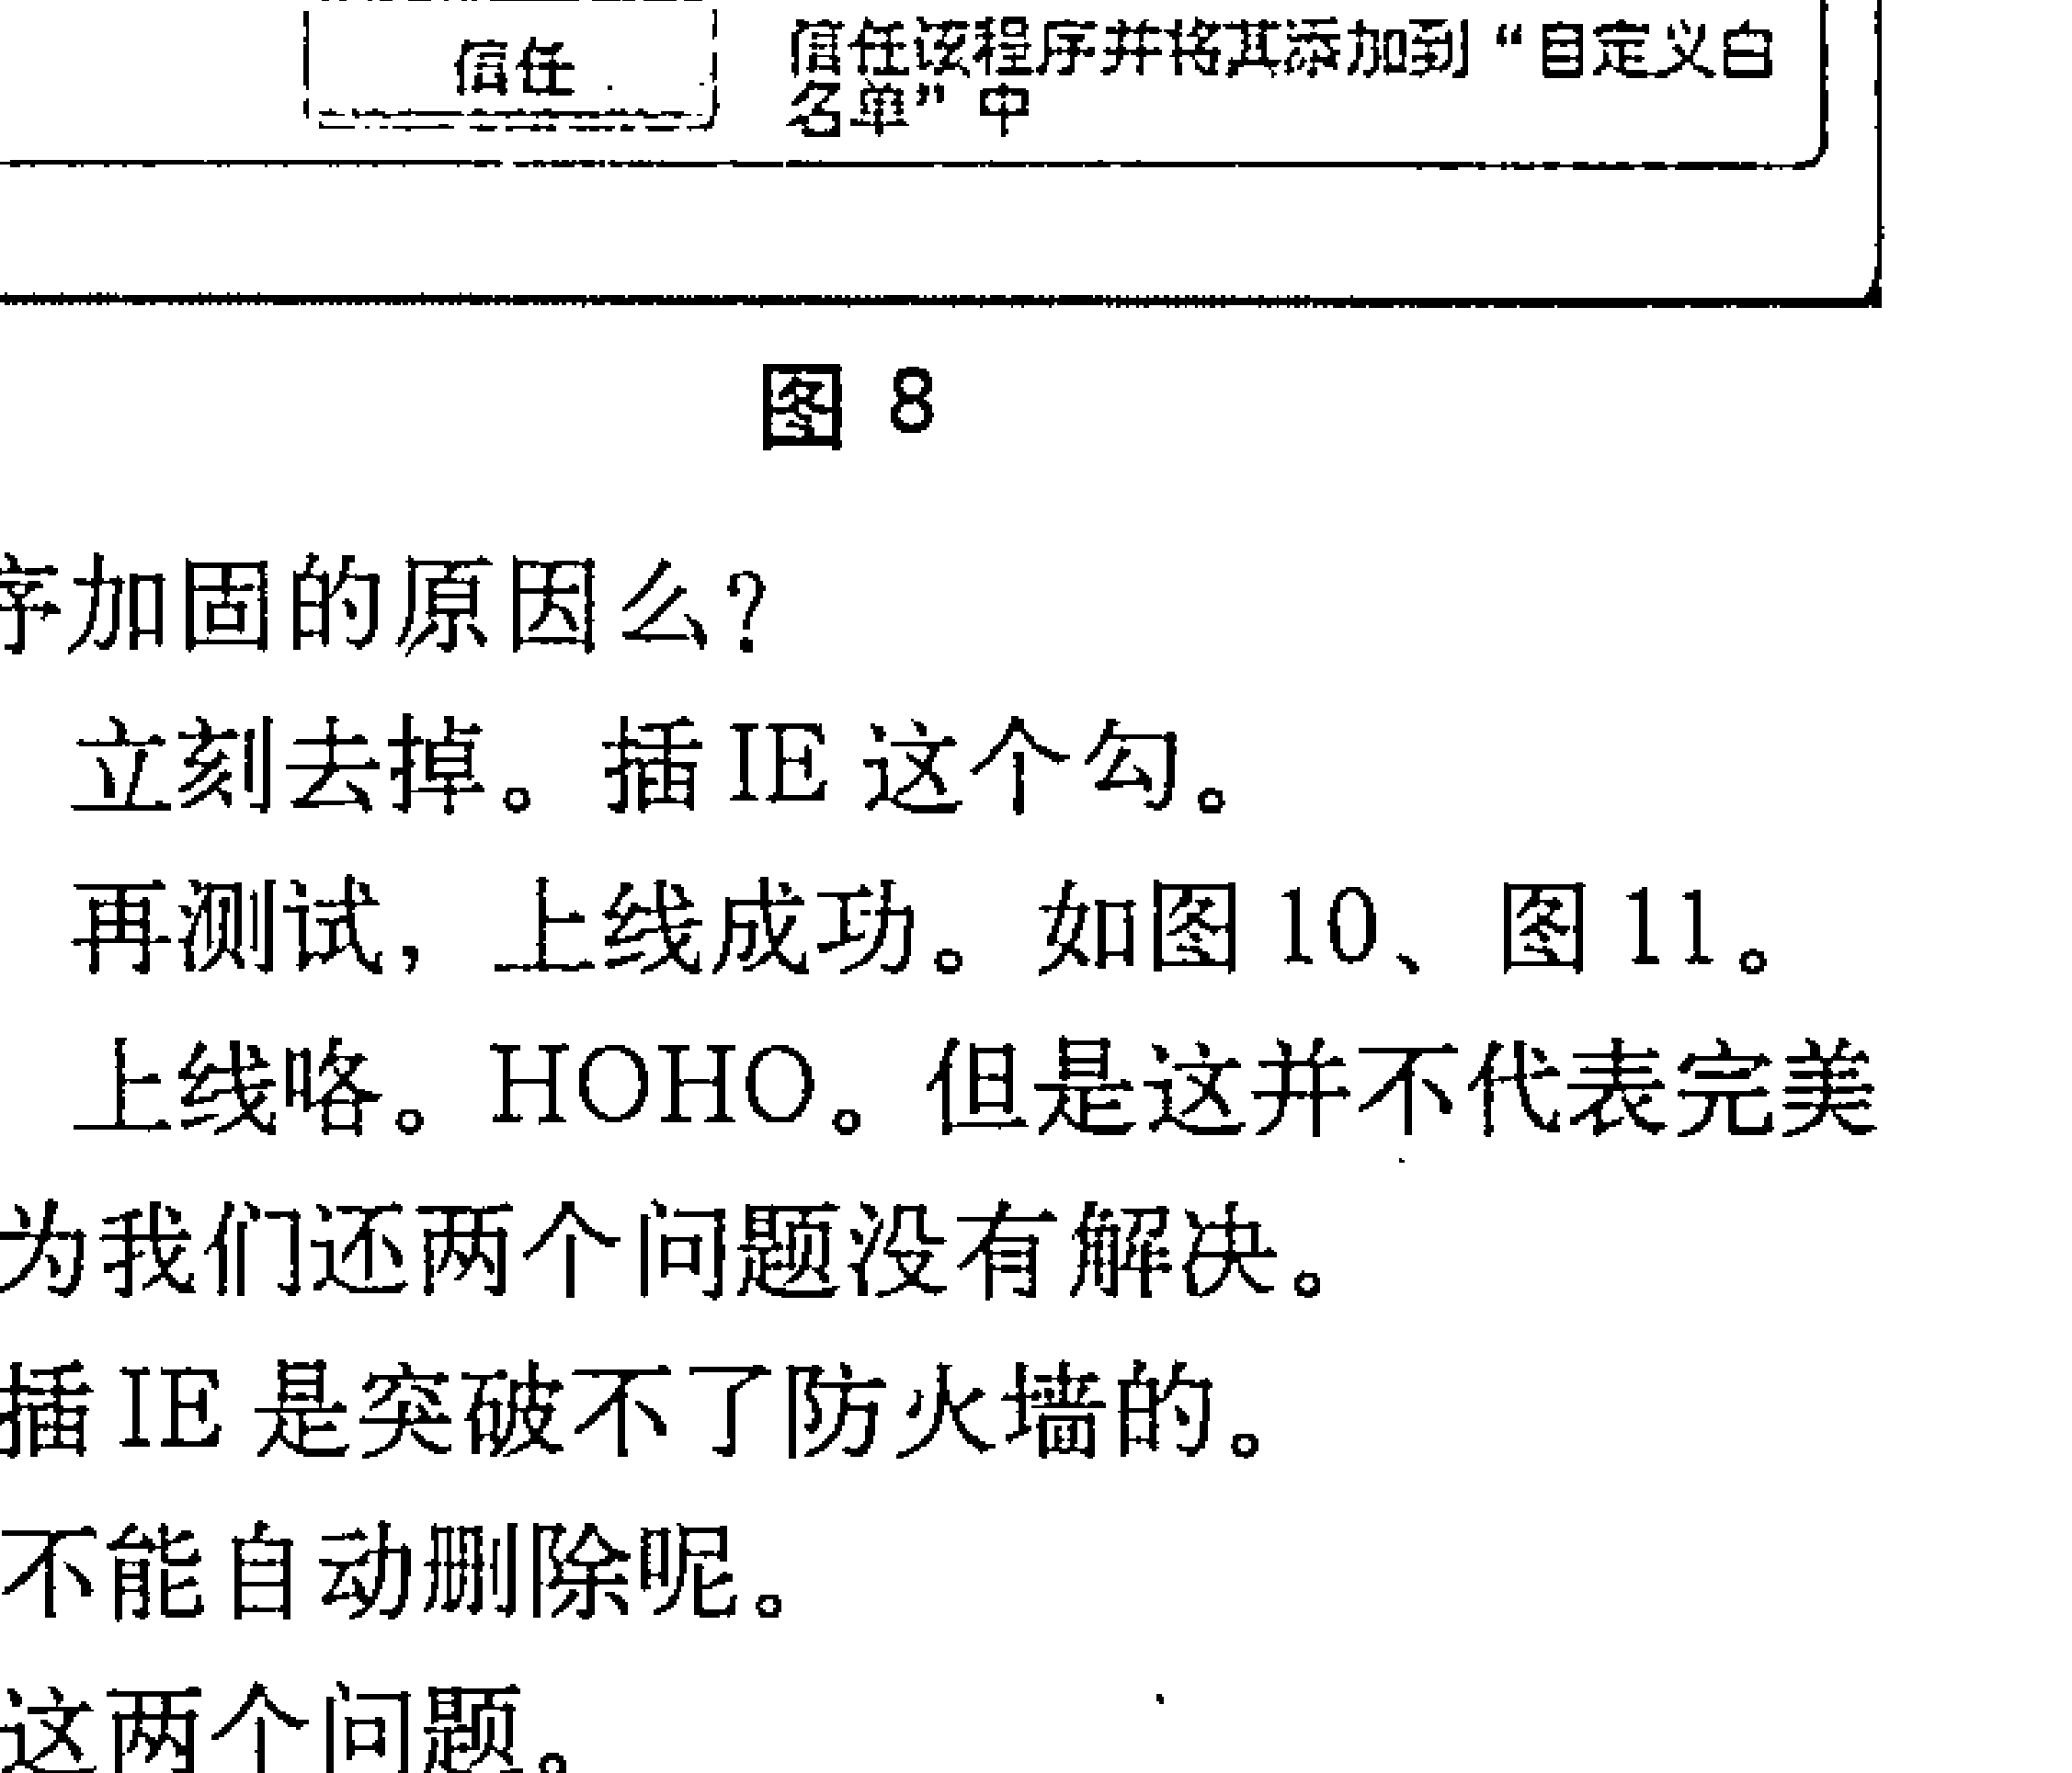 信任
信任该程序并将其添加到“自定义白
名单”中
图 8
序加固的原因么？
立刻去掉。插 IE 这个勾。
再测试，上线成功。如图 10、图 11。
上线咯。HOHO。但是这并不代表完美
为我们还两个问题没有解决。
插 IE 是突破不了防火墙的。
不能自动删除呢。
这两个问题。